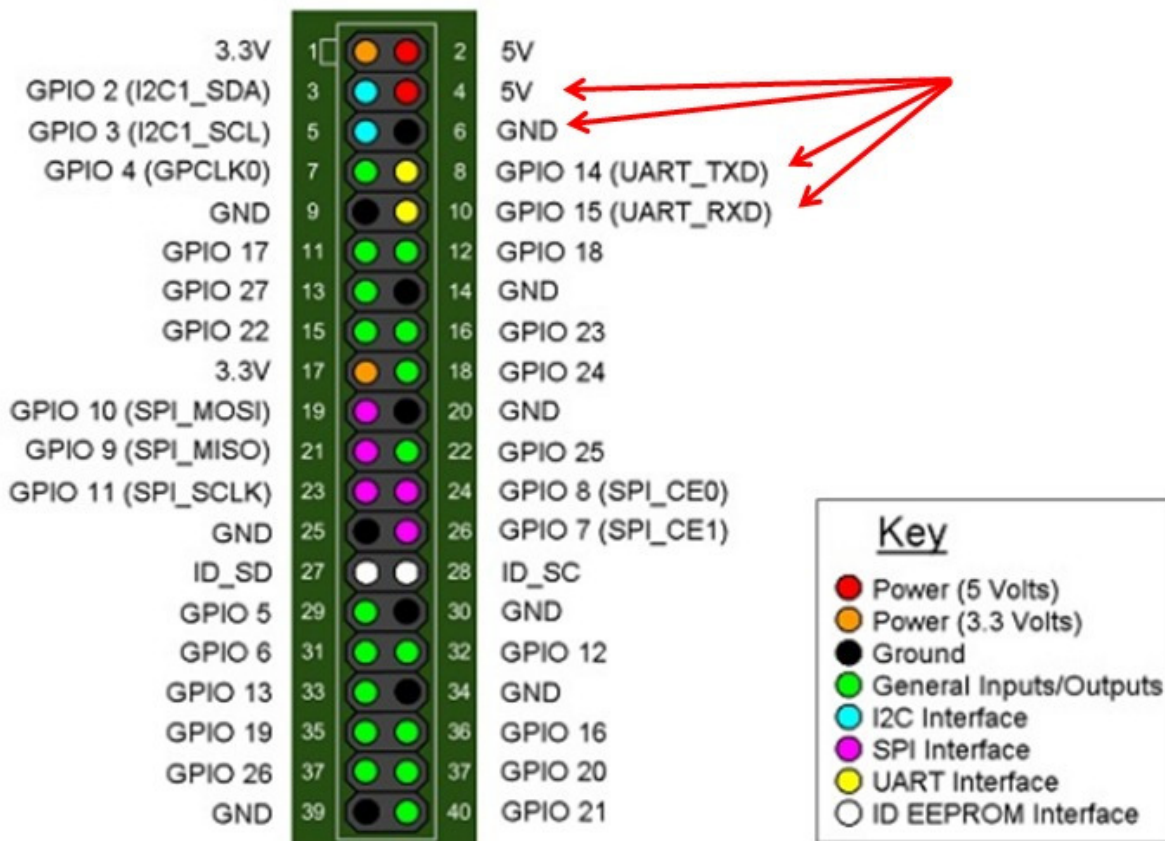 3.3V 1 2 5V
GPIO 2 (I2C1_SDA) 3 4 5V
GPIO 3 (I2C1_SCL) 5 6 GND
GPIO 4 (GPCLK0) 7 8 GPIO 14 (UART_TXD)
GND 9 10 GPIO 15 (UART_RXD)
GPIO 17 11 12 GPIO 18
GPIO 27 13 14 GND
GPIO 22 15 16 GPIO 23
3.3V 17 18 GPIO 24
GPIO 10 (SPI_MOSI) 19 20 GND
GPIO 9 (SPI_MISO) 21 22 GPIO 25
GPIO 11 (SPI_SCLK) 23 24 GPIO 8 (SPI_CE0)
GND 25 26 GPIO 7 (SPI_CE1)
ID_SD 27 28 ID_SC
GPIO 5 29 30 GND
GPIO 6 31 32 GPIO 12
GPIO 13 33 34 GND
GPIO 19 35 36 GPIO 16
GPIO 26 37 37 GPIO 20
GND 39 40 GPIO 21
Key
Power (5 Volts)
Power (3.3 Volts)
Ground
General Inputs/Outputs
I2C Interface
SPI Interface
UART Interface
ID EEPROM Interface